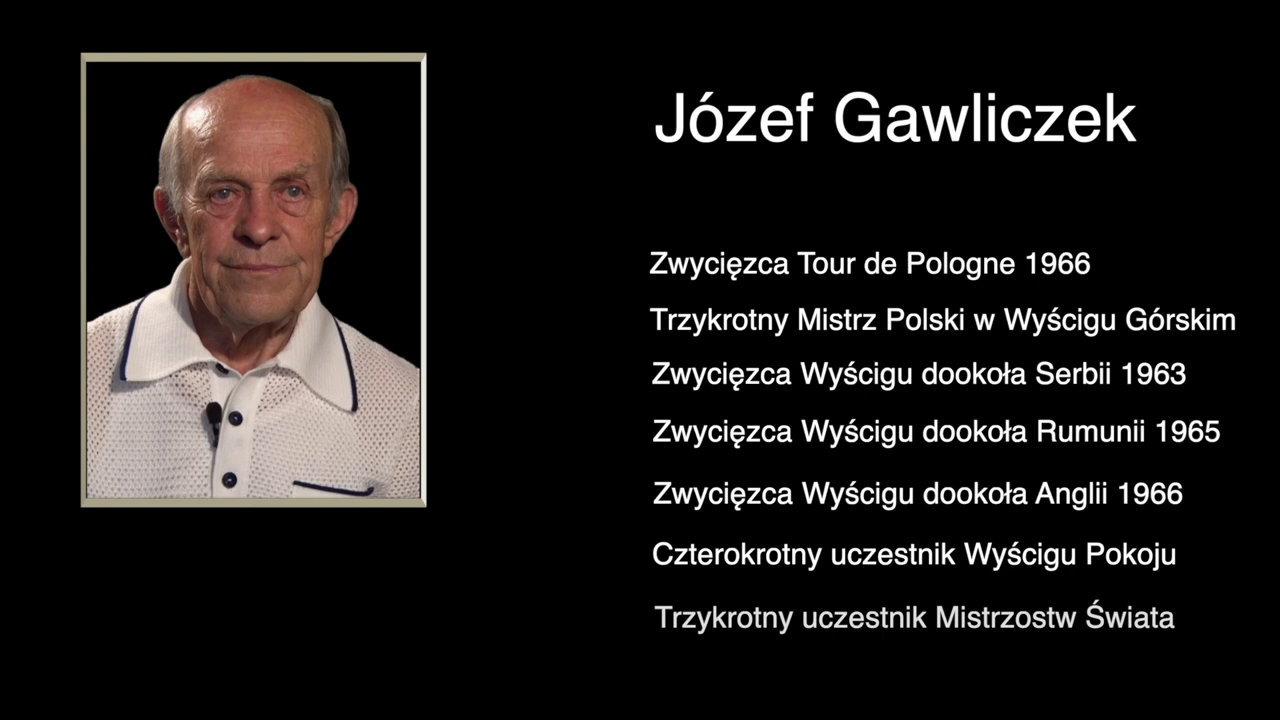 Józef Gawliczek
Zwycięzca Tour de Pologne 1966
Trzykrotny Mistrz Polski w Wyścigu Górskim
Zwycięzca Wyścigu dookoła Serbii 1963
Zwycięzca Wyścigu dookoła Rumunii 1965
Zwycięzca Wyścigu dookoła Anglii 1966
Czterokrotny uczestnik Wyścigu Pokoju
Trzykrotny uczestnik Mistrzostw Świata